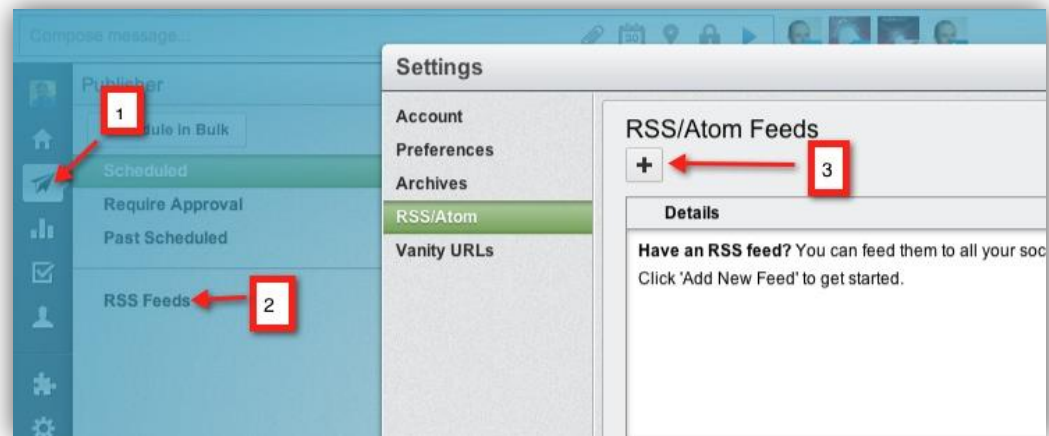 Compose message...
30
Publisher
1
dule in Bulk
Scheduled
Require Approval
Past Scheduled
RSS Feeds
2
Settings
Account
Preferences
Archives
RSS/Atom
Vanity URLs
RSS/Atom Feeds
+
3
Details
Have an RSS feed? You can feed them to all your soc
Click 'Add New Feed' to get started.